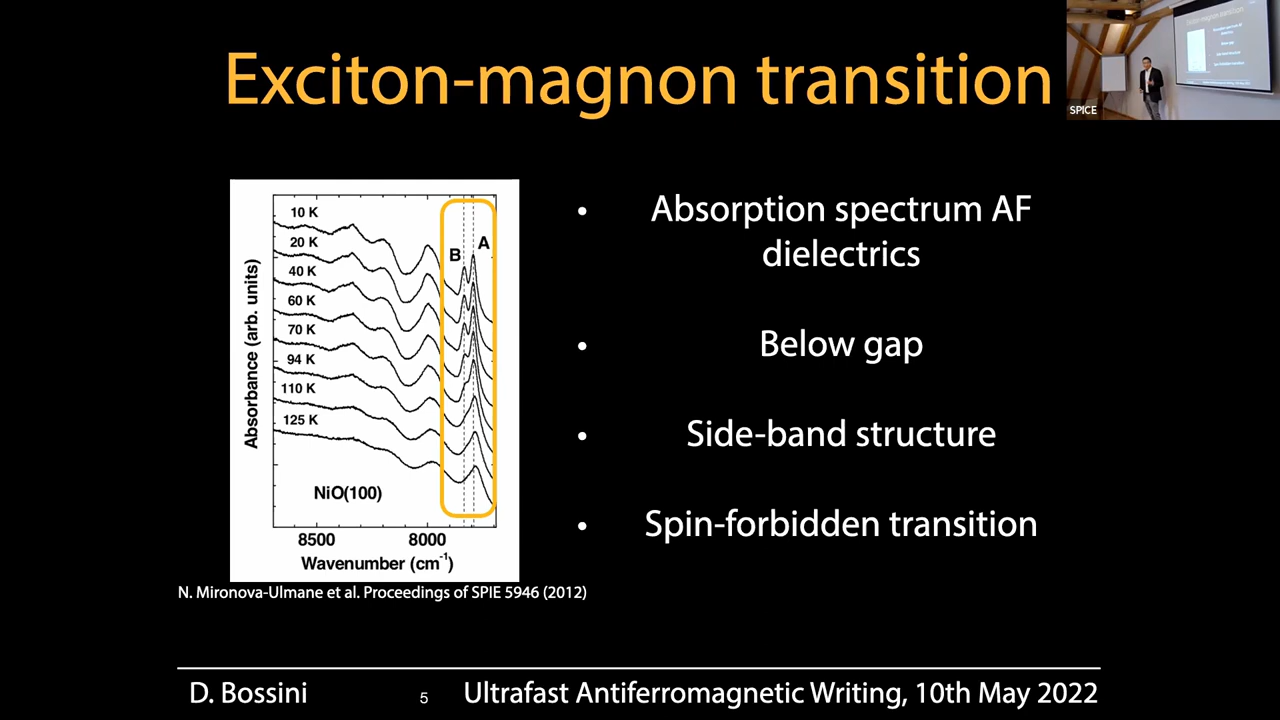 Exciton-magnon transition
SPICE
10 K
20 K
40 K
60 K
70 K
94 K
110 K
125 K
B
A
NiO(100)
Absorbance (arb. units)
8500
8000
Wavenumber (cm⁻¹)
N. Mironova-Ulmane et al. Proceedings of SPIE 5946 (2012)
• Absorption spectrum AF
dielectrics
• Below gap
• Side-band structure
• Spin-forbidden transition
D. Bossini
5
Ultrafast Antiferromagnetic Writing, 10th May 2022